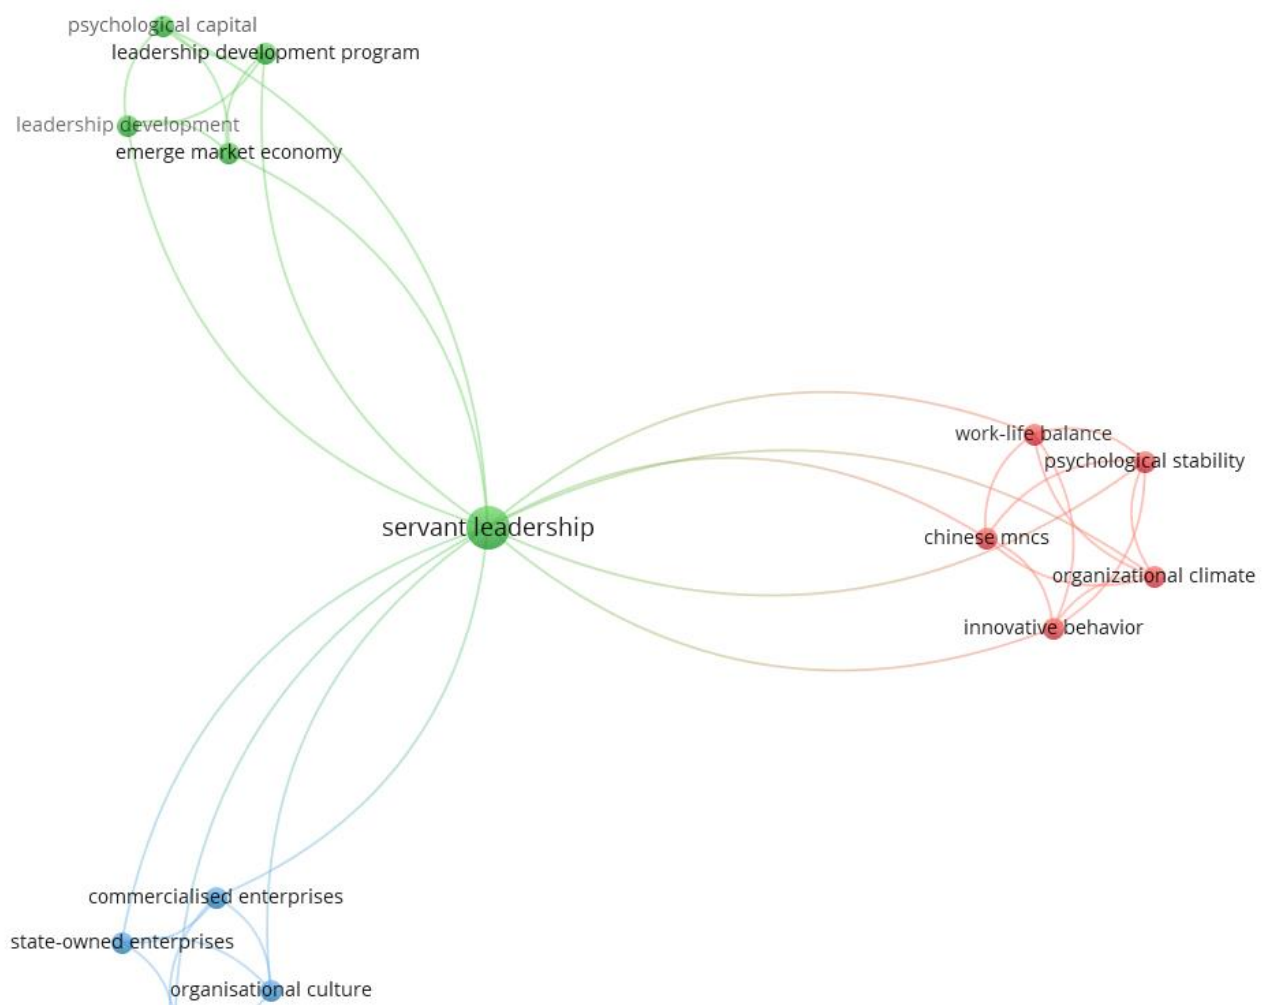 psychological capital
leadership development program
leadership development
emerge market economy
work-life balance
psychological stability
servant leadership
chinese mncs
organizational climate
innovative behavior
commercialised enterprises
state-owned enterprises
organisational culture